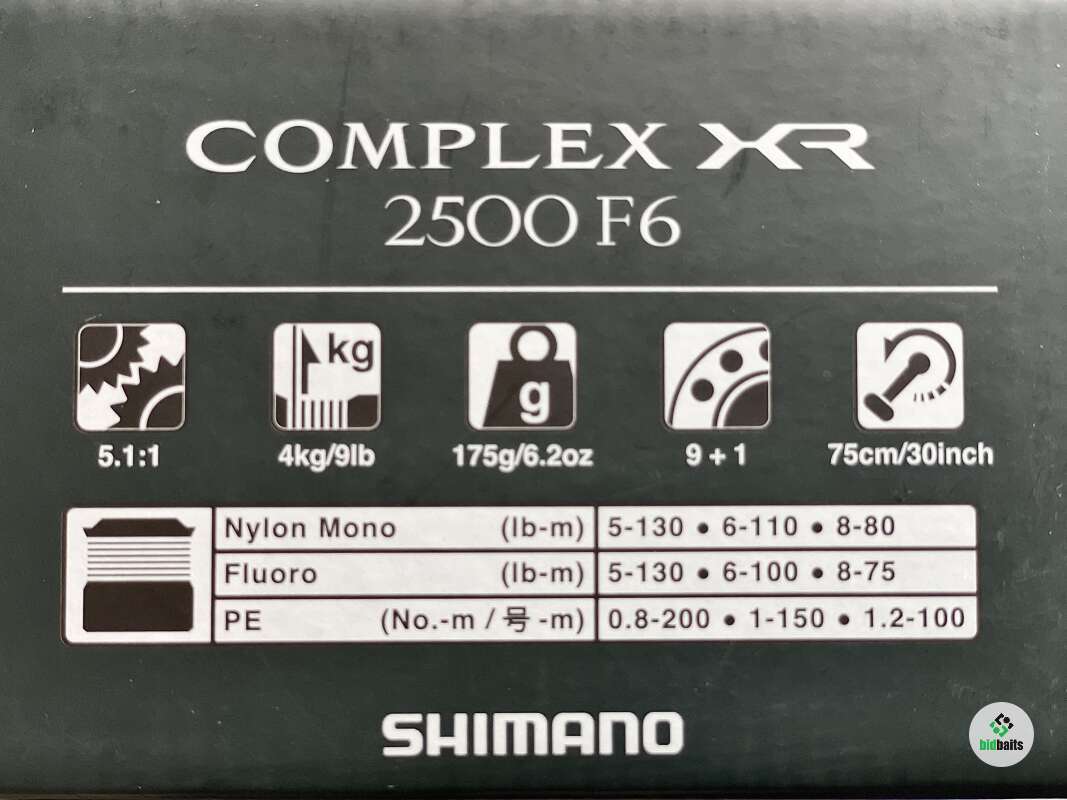 COMPLEX XR
2500 F6
kg
g
5.1:1 4kg/9lb 175g/6.2oz 9 + 1 75cm/30inch
Nylon Mono (lb-m) 5-130 • 6-110 • 8-80
Fluoro (lb-m) 5-130 • 6-100 • 8-75
PE (No.-m / 号 -m) 0.8-200 • 1-150 • 1.2-100
SHIMANO
bidbaits